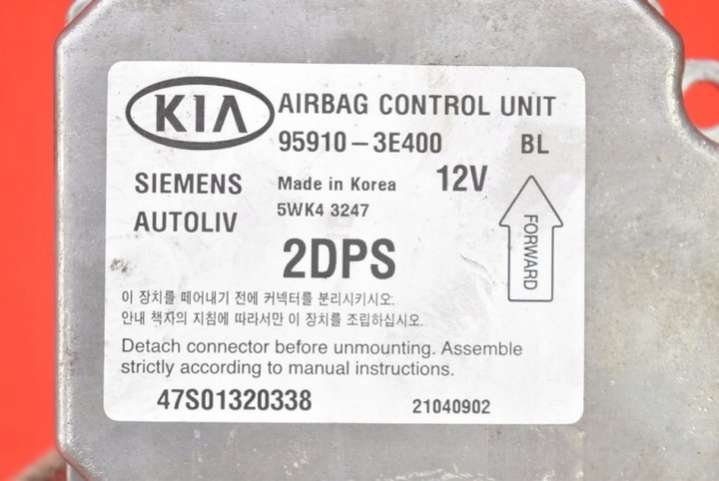 KIA AIRBAG CONTROL UNIT
95910-3E400 BL
SIEMENS Made in Korea 12V
AUTOLIV 5WK4 3247
FORWARD
2DPS
이 장치를 떼어내기 전에 커넥터를 분리시키시오.
안내 책자의 지침에 따라서만 이 장치를 조립하십시오.
Detach connector before unmounting. Assemble
strictly according to manual instructions.
47S01320338 21040902